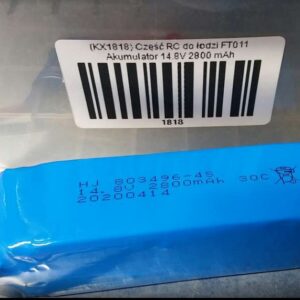 (KX1818) Część RC do łodzi FT011
Akumulator 14.8V 2800 mAh
1818
HJ 803496-4S
14.8V 2800mAh 30C
20200414